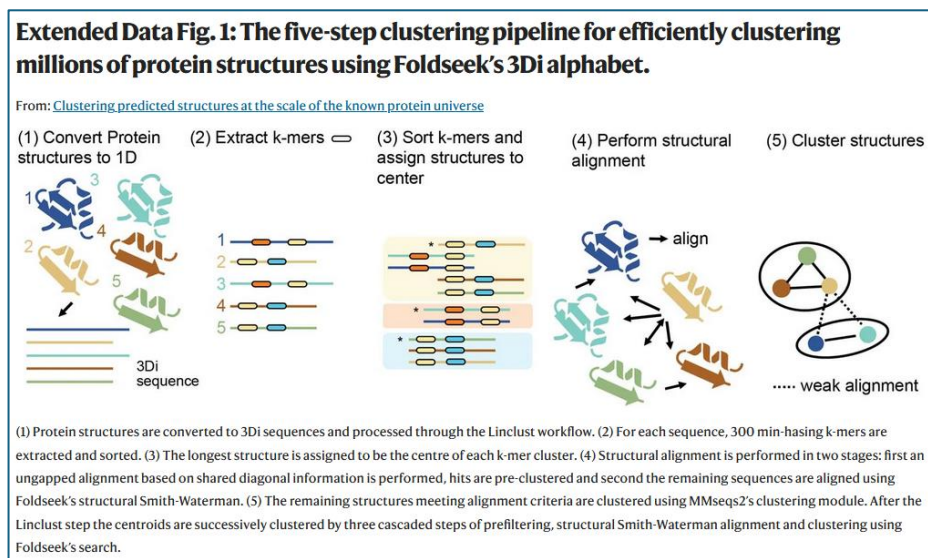 Extended Data Fig. 1: The five-step clustering pipeline for efficiently clustering
millions of protein structures using Foldseek's 3Di alphabet.
From: Clustering predicted structures at the scale of the known protein universe
(1) Convert Protein
structures to 1D
(2) Extract k-mers
(3) Sort k-mers and
assign structures to
center
(4) Perform structural
alignment
(5) Cluster structures
1
3
2
4
5
3Di
sequence
1
2
3
4
5
*
*
*
align
weak alignment
(1) Protein structures are converted to 3Di sequences and processed through the Linclust workflow. (2) For each sequence, 300 min-hasing k-mers are
extracted and sorted. (3) The longest structure is assigned to be the centre of each k-mer cluster. (4) Structural alignment is performed in two stages: first an
ungapped alignment based on shared diagonal information is performed, hits are pre-clustered and second the remaining sequences are aligned using
Foldseek's structural Smith-Waterman. (5) The remaining structures meeting alignment criteria are clustered using MMseqs2's clustering module. After the
Linclust step the centroids are successively clustered by three cascaded steps of prefiltering, structural Smith-Waterman alignment and clustering using
Foldseek's search.